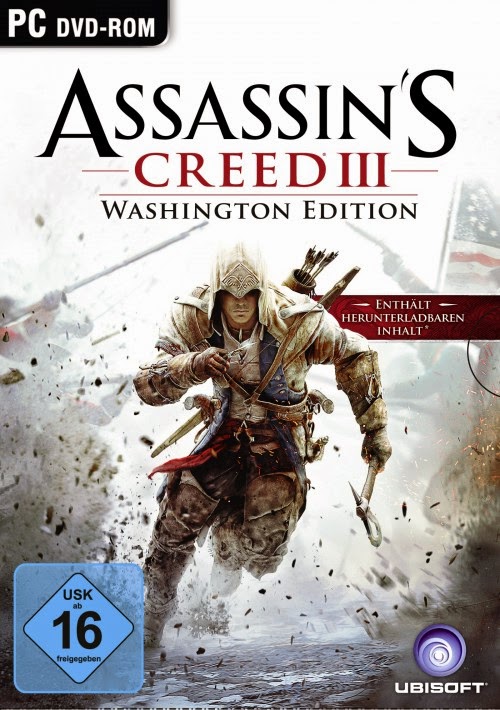 PC DVD-ROM
ASSASSIN'S
CREED® III
WASHINGTON EDITION
ENTHÄLT
HERUNTERLADBAREN
INHALT*
USK
ab
16
freigegeben
UBISOFT®